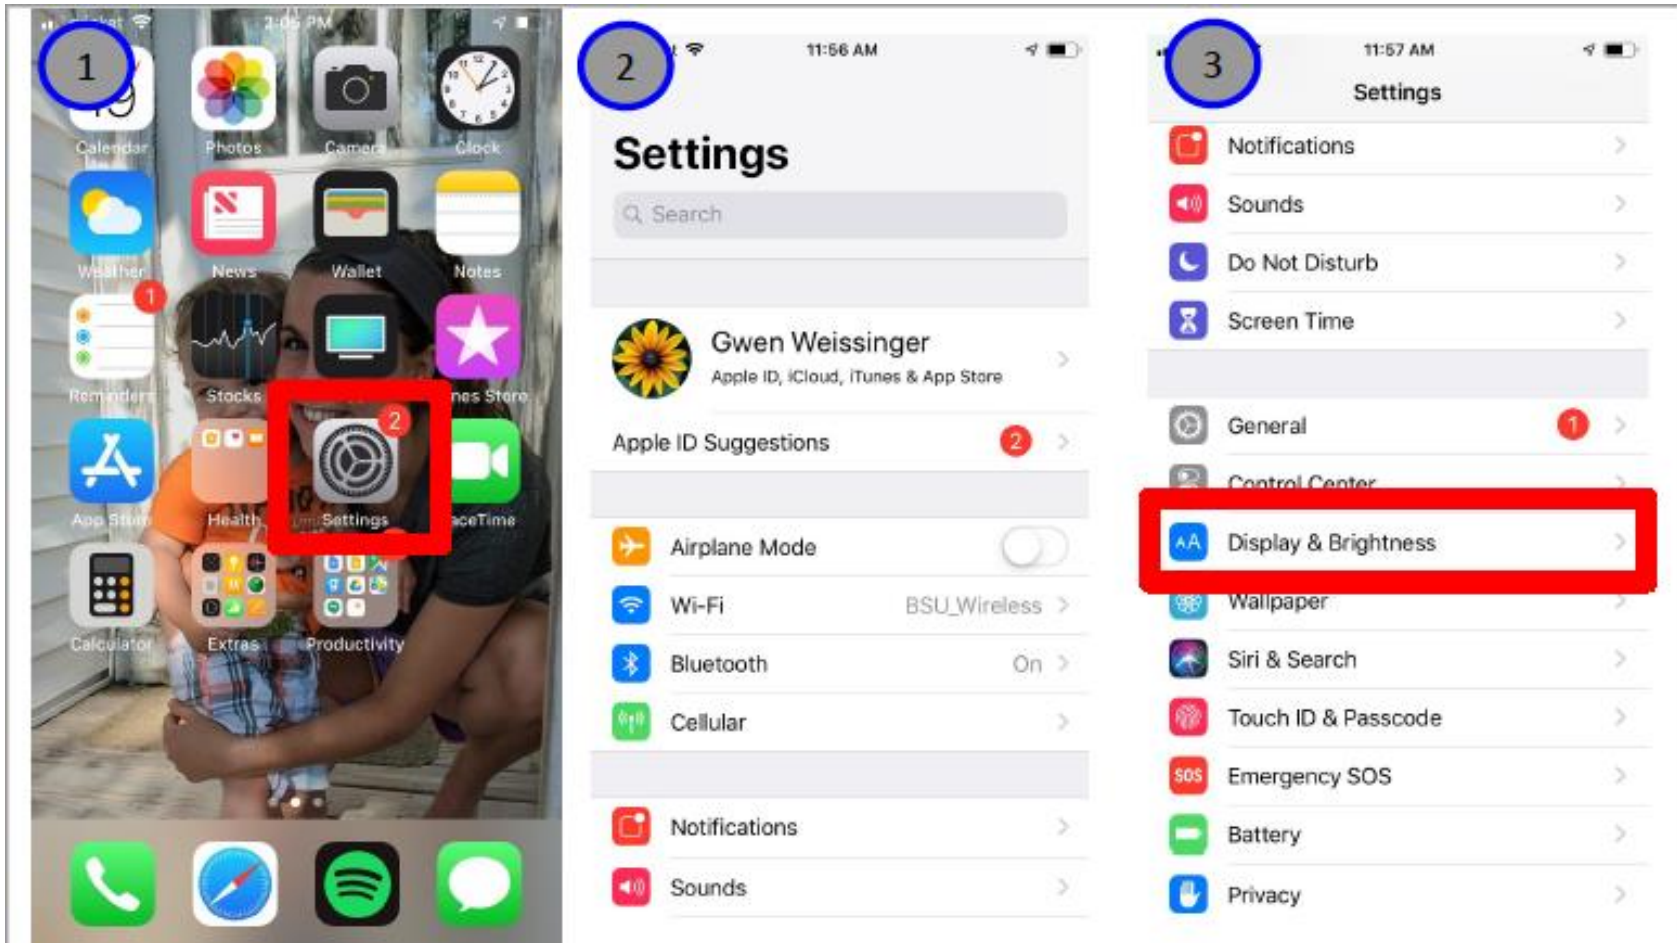 1
2:05 PM
19
Calendar
Photos
Camera
Clock
Weather
News
Wallet
Notes
1
Reminders
Stocks
nes Store
2
App Store
Health
Settings
aceTime
Calculator
Extras
Productivity
2
11:56 AM
Settings
Search
Gwen Weissinger
Apple ID, iCloud, iTunes & App Store
Apple ID Suggestions 2
Airplane Mode
Wi-Fi BSU_Wireless
Bluetooth On
Cellular
Notifications
Sounds
3
11:57 AM
Settings
Notifications
Sounds
Do Not Disturb
Screen Time
General 1
Control Center
AA Display & Brightness
Wallpaper
Siri & Search
Touch ID & Passcode
SOS Emergency SOS
Battery
Privacy